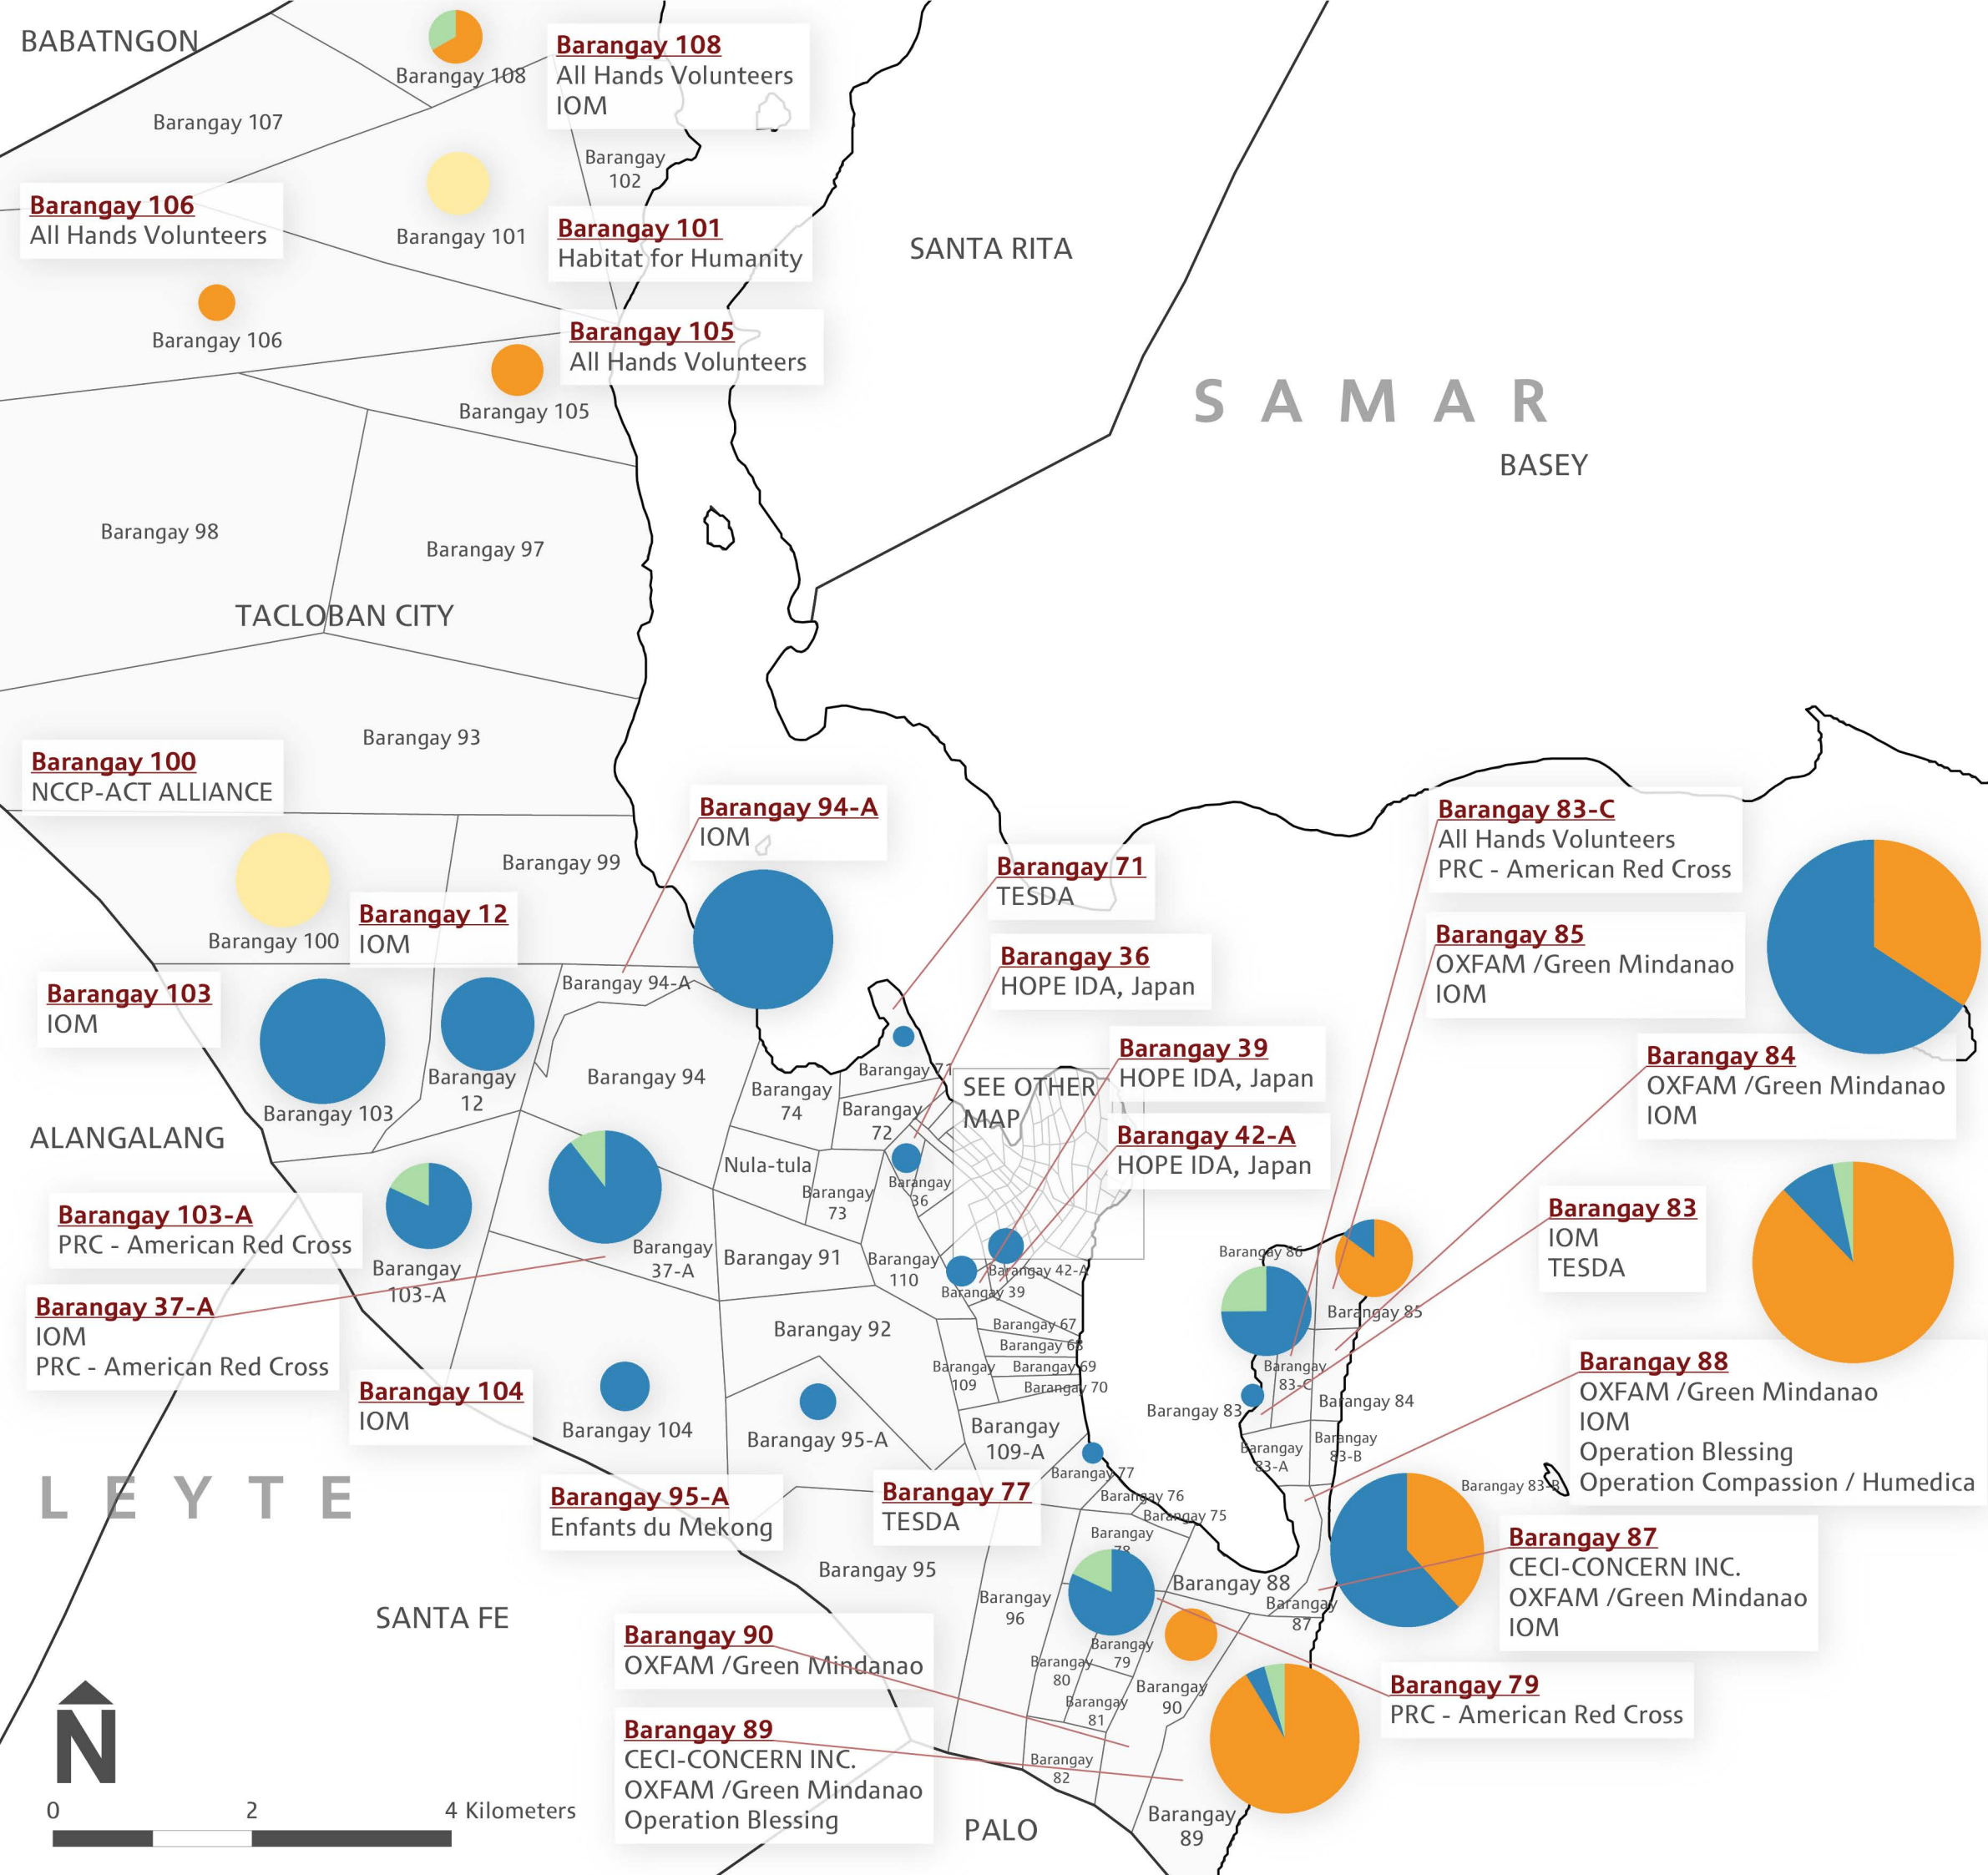 BABATNGON
Barangay 108
Barangay 108
All Hands Volunteers
IOM
Barangay 107
Barangay
102
Barangay 106
All Hands Volunteers
Barangay 101
Barangay 101
Habitat for Humanity
SANTA RITA
Barangay 106
Barangay 105
All Hands Volunteers
Barangay 105
SAMAR
BASEY
Barangay 98
Barangay 97
TACLOBAN CITY
Barangay 93
Barangay 100
NCCP-ACT ALLIANCE
Barangay 94-A
IOM
Barangay 83-C
All Hands Volunteers
PRC - American Red Cross
Barangay 99
Barangay 71
TESDA
Barangay 100
Barangay 12
IOM
Barangay 85
OXFAM /Green Mindanao
IOM
Barangay 36
HOPE IDA, Japan
Barangay 94-A
Barangay 103
IOM
Barangay 39
HOPE IDA, Japan
Barangay 84
OXFAM /Green Mindanao
IOM
Barangay 103
Barangay
12
Barangay 94
Barangay
74
Barangay 71
Barangay
72
SEE OTHER
MAP
Barangay 42-A
HOPE IDA, Japan
ALANGALANG
Nula-tula
Barangay
73
Barangay
36
Barangay 103-A
PRC - American Red Cross
Barangay
103-A
Barangay
37-A
Barangay 91
Barangay
110
Barangay 42-A
Barangay 39
Barangay 86
Barangay 83
IOM
TESDA
Barangay 37-A
IOM
PRC - American Red Cross
Barangay 92
Barangay 67
Barangay 68
Barangay 69
Barangay 70
Barangay
109
Barangay 85
Barangay
83-C
Barangay 84
Barangay 83
Barangay 88
OXFAM /Green Mindanao
IOM
Operation Blessing
Operation Compassion / Humedica
Barangay 104
IOM
Barangay 104
Barangay 95-A
Barangay
109-A
Barangay
83-A
Barangay
83-B
Barangay 83-B
LEYTE
Barangay 95-A
Enfants du Mekong
Barangay 77
TESDA
Barangay 77
Barangay 76
Barangay 75
Barangay
78
Barangay 87
CECI-CONCERN INC.
OXFAM /Green Mindanao
IOM
Barangay 95
Barangay
96
Barangay 88
Barangay
87
SANTA FE
Barangay 90
OXFAM /Green Mindanao
Barangay
79
Barangay
80
Barangay
81
Barangay
90
Barangay 79
PRC - American Red Cross
Barangay 89
CECI-CONCERN INC.
OXFAM /Green Mindanao
Operation Blessing
Barangay
82
Barangay
89
PALO
N
0 2 4 Kilometers